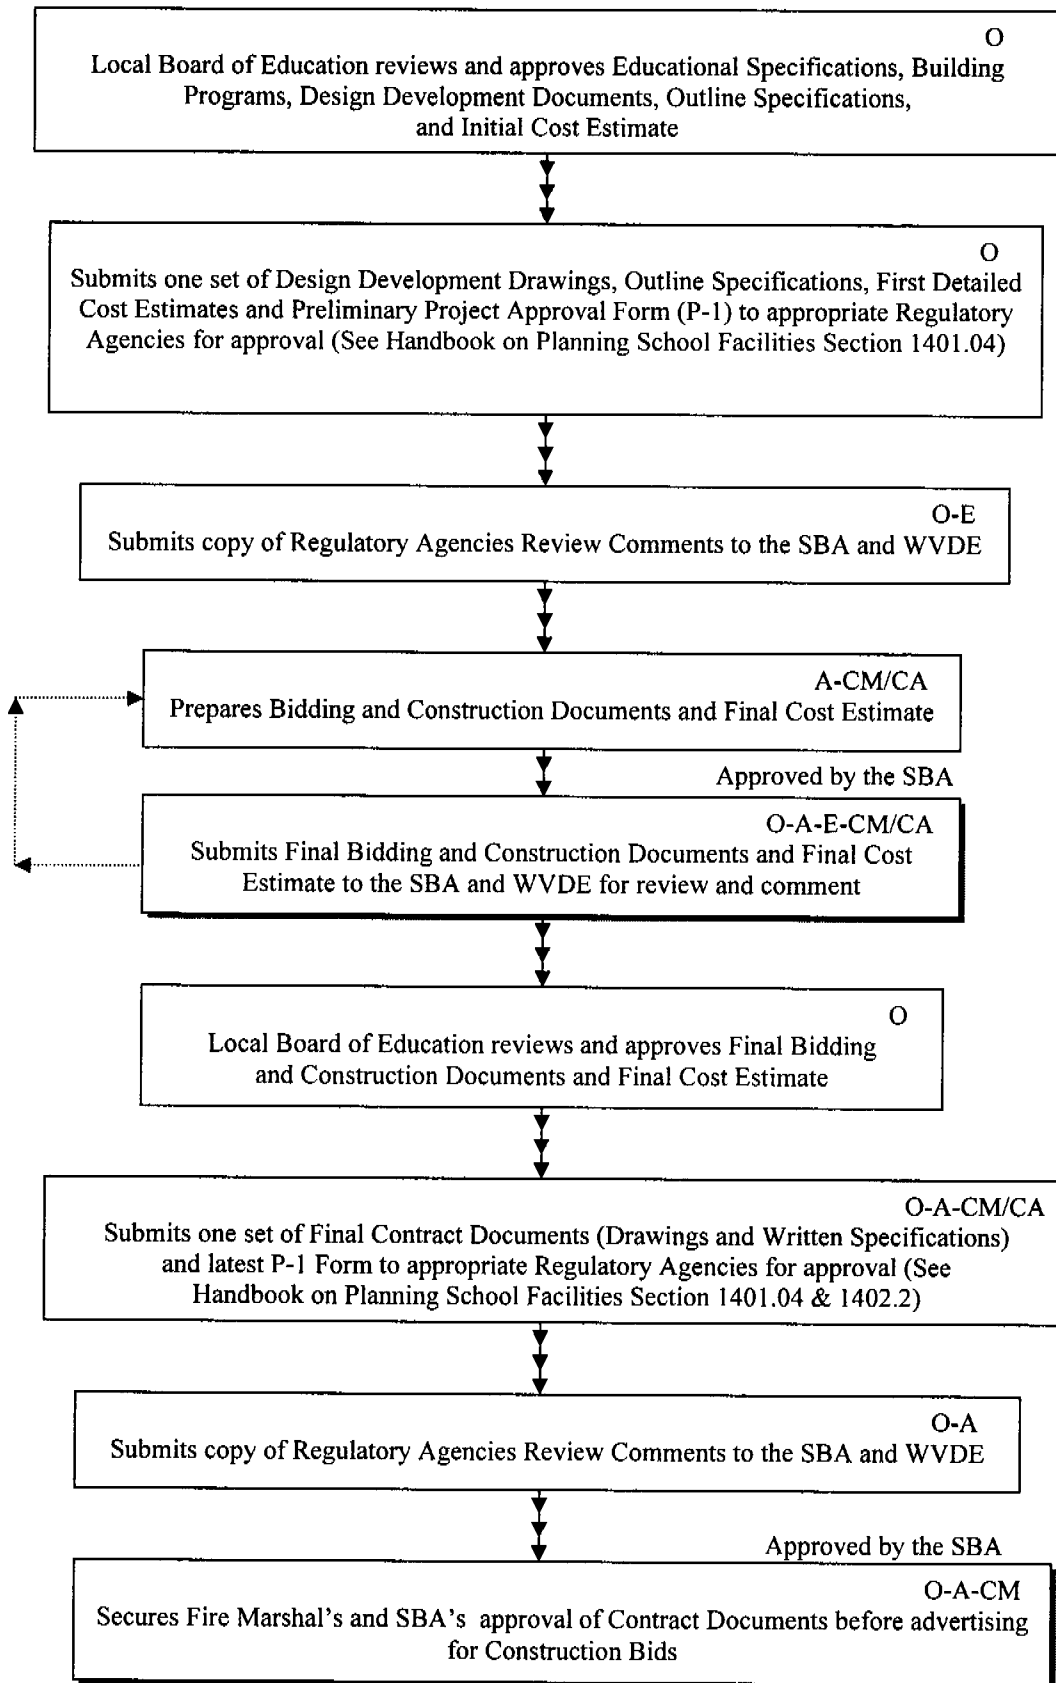 O
Local Board of Education reviews and approves Educational Specifications, Building
Programs, Design Development Documents, Outline Specifications,
and Initial Cost Estimate
O
Submits one set of Design Development Drawings, Outline Specifications, First Detailed
Cost Estimates and Preliminary Project Approval Form (P-1) to appropriate Regulatory
Agencies for approval (See Handbook on Planning School Facilities Section 1401.04)
O-E
Submits copy of Regulatory Agencies Review Comments to the SBA and WVDE
A-CM/CA
Prepares Bidding and Construction Documents and Final Cost Estimate
Approved by the SBA
O-A-E-CM/CA
Submits Final Bidding and Construction Documents and Final Cost
Estimate to the SBA and WVDE for review and comment
O
Local Board of Education reviews and approves Final Bidding
and Construction Documents and Final Cost Estimate
O-A-CM/CA
Submits one set of Final Contract Documents (Drawings and Written Specifications)
and latest P-1 Form to appropriate Regulatory Agencies for approval (See
Handbook on Planning School Facilities Section 1401.04 & 1402.2)
O-A
Submits copy of Regulatory Agencies Review Comments to the SBA and WVDE
Approved by the SBA
O-A-CM
Secures Fire Marshal's and SBA's approval of Contract Documents before advertising
for Construction Bids